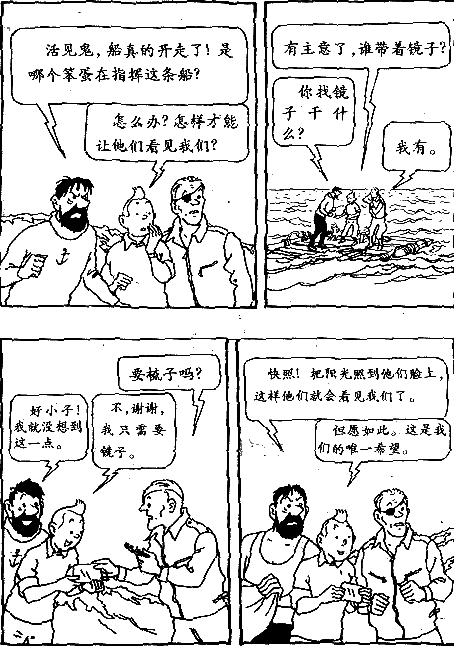 活见鬼，船真的开走了！是
哪个笨蛋在指挥这条船？
怎么办？怎样才能
让他们看见我们？
有主意了，谁带着镜子？
你找镜
子干什
么？
我有。
要梳子吗？
好小子！
我就没想到
这一点。
不，谢谢，
我只需要
镜子。
快照！把阳光照到他们脸上，
这样他们就会看见我们了。
但愿如此。这是我
们的唯一希望。